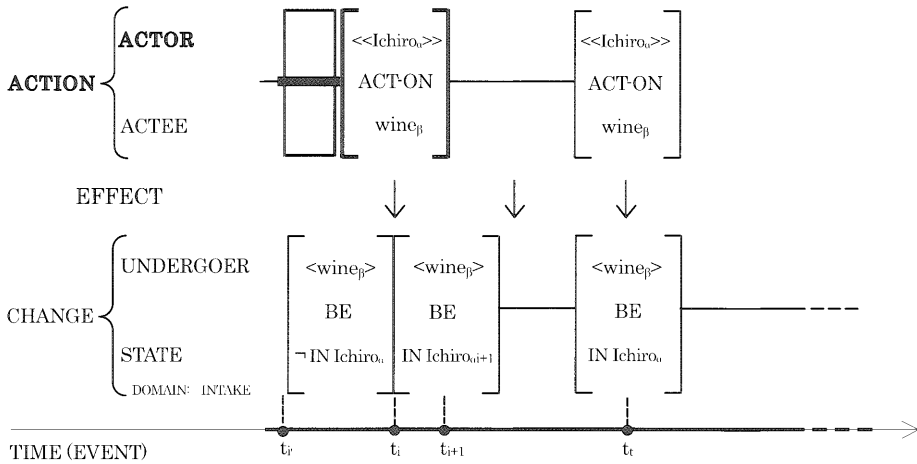 ACTOR <<Ichiroα>> <<Ichiroα>>
ACTION ACT-ON ACT-ON
ACTEE wineβ wineβ
EFFECT
UNDERGOER <wineβ> <wineβ> <wineβ>
CHANGE BE BE BE
STATE ¬ IN Ichiroα IN Ichiroαi+1 IN Ichiroα
DOMAIN: INTAKE
ti' ti ti+1 tt
TIME (EVENT)